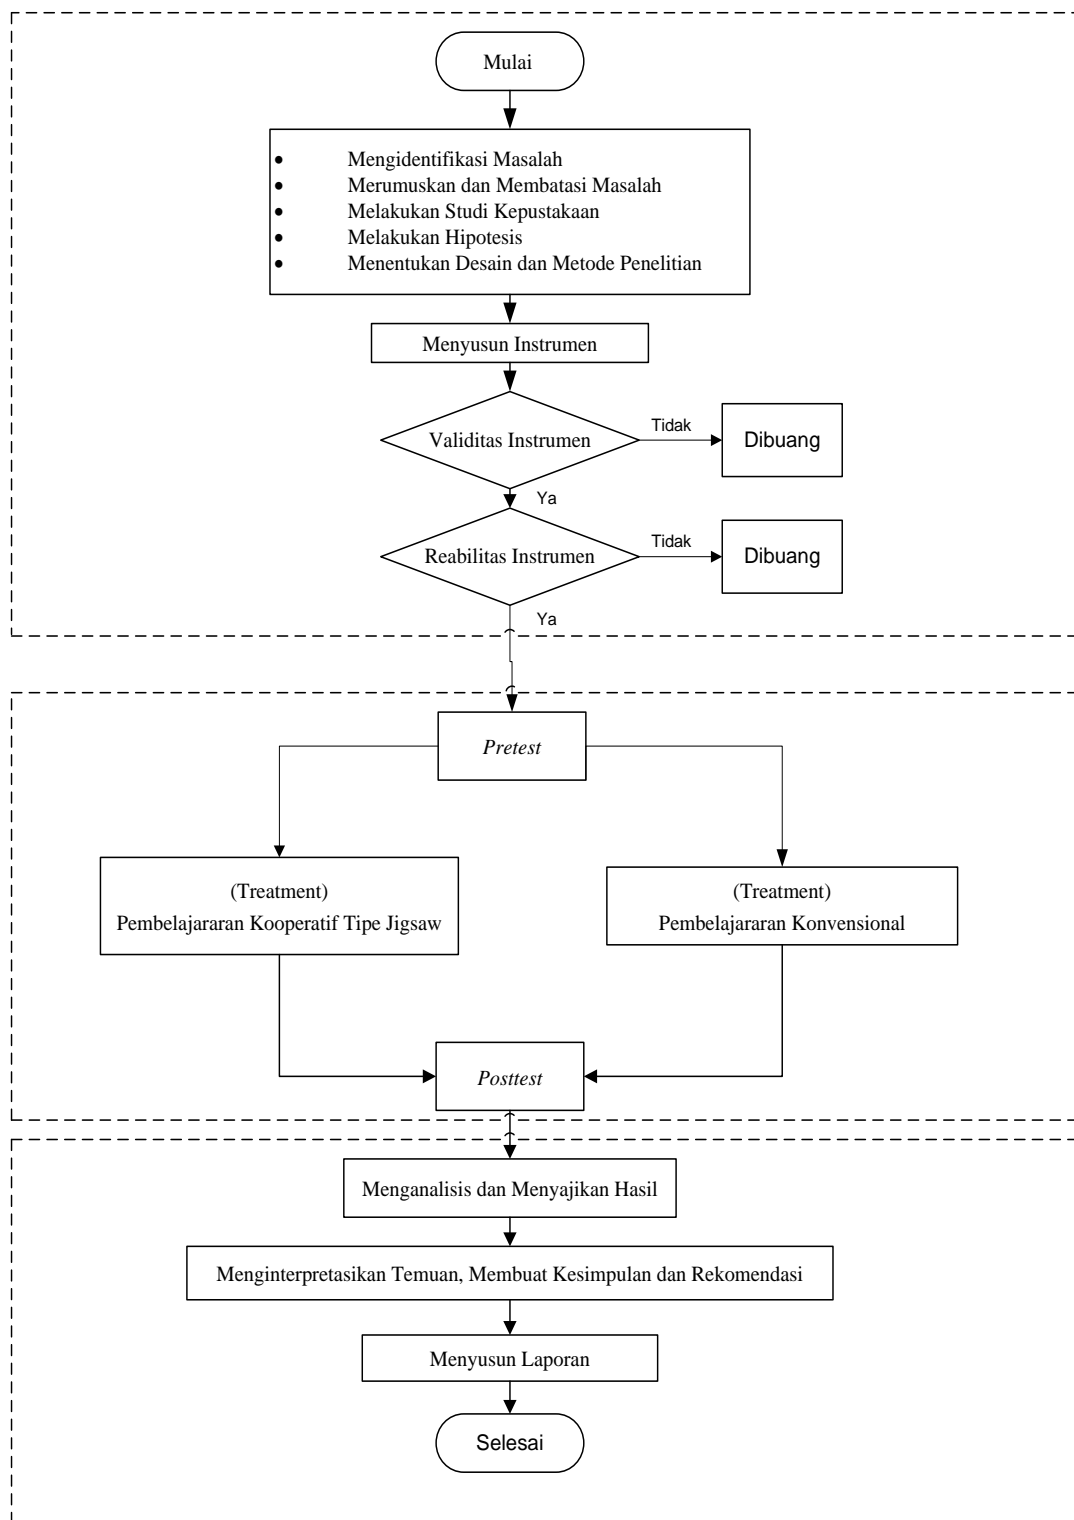 Mulai
• Mengidentifikasi Masalah
• Merumuskan dan Membatasi Masalah
• Melakukan Studi Kepustakaan
• Melakukan Hipotesis
• Menentukan Desain dan Metode Penelitian
Menyusun Instrumen
Validitas Instrumen
Tidak
Dibuang
Ya
Reabilitas Instrumen
Tidak
Dibuang
Ya
Pretest
(Treatment)
Pembelajararan Kooperatif Tipe Jigsaw
(Treatment)
Pembelajararan Konvensional
Posttest
Menganalisis dan Menyajikan Hasil
Menginterpretasikan Temuan, Membuat Kesimpulan dan Rekomendasi
Menyusun Laporan
Selesai